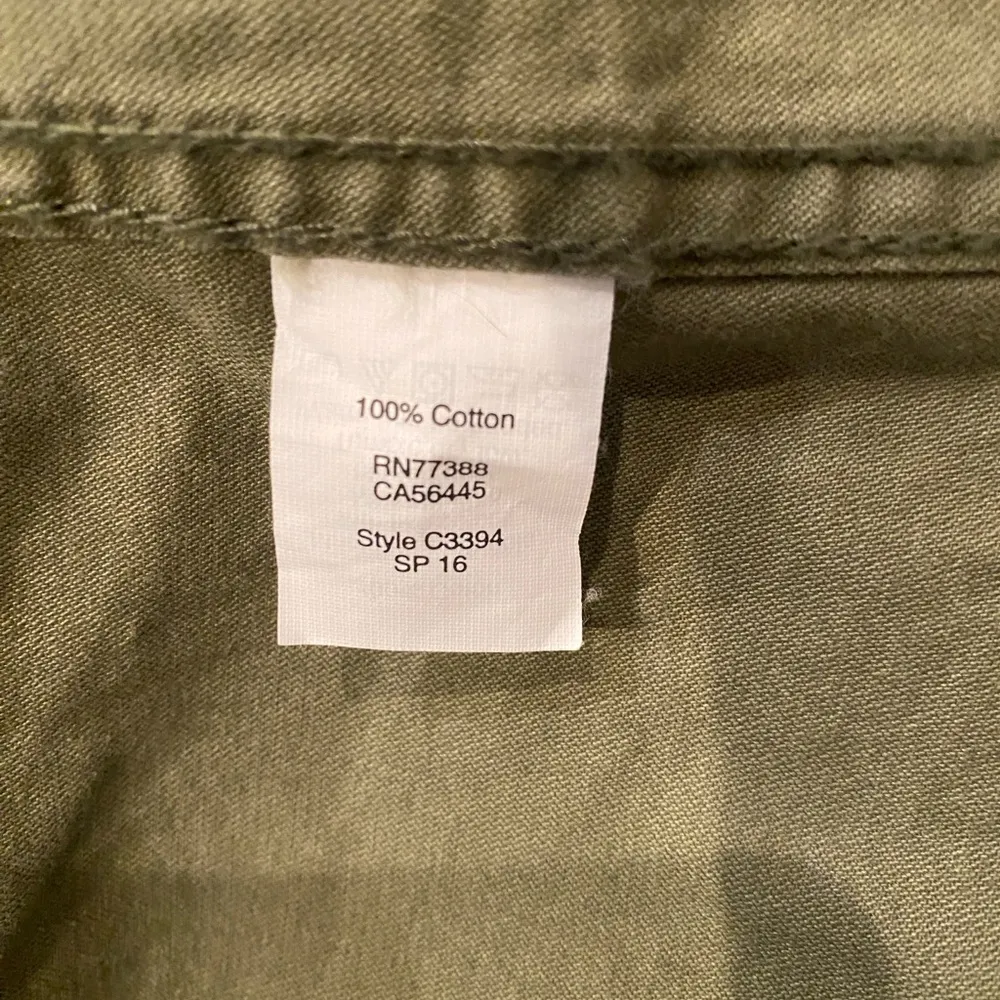 100% Cotton
RN77388
CA56445
Style C3394
SP 16